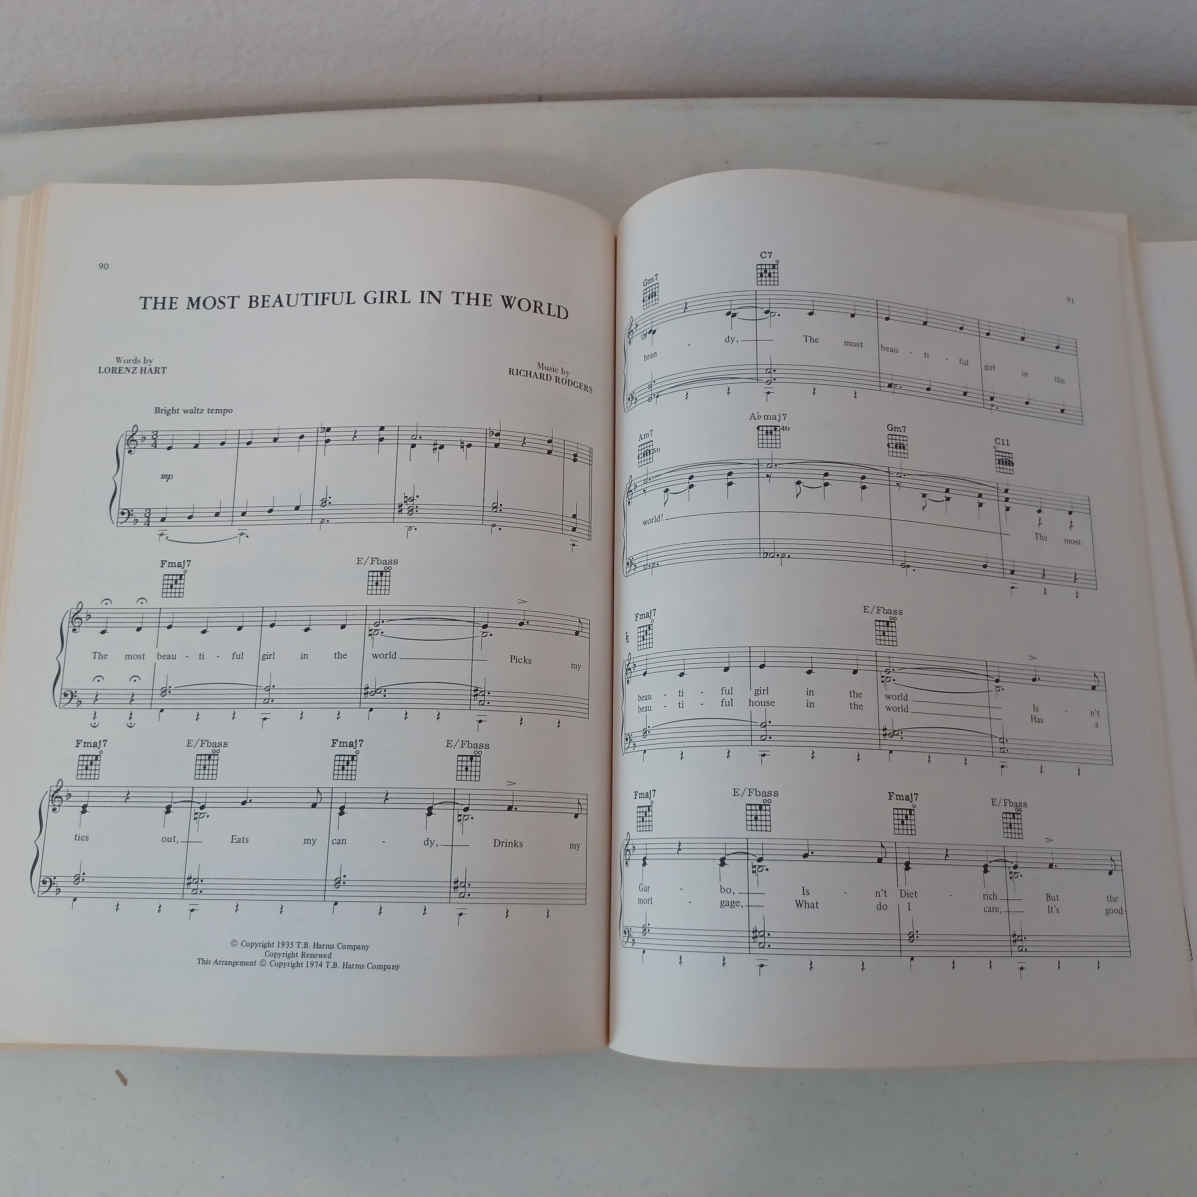 90
THE MOST BEAUTIFUL GIRL IN THE WORLD
Words by
LORENZ HART
Music by
RICHARD RODGERS
Bright waltz tempo
mp
Fmaj7 E/Fbass
The most beau - ti - ful girl in the world Picks my
Fmaj7 E/Fbass Fmaj7 E/Fbass
ties out, Eats my can - dy, Drinks my
© Copyright 1935 T.B. Harms Company
Copyright Renewed
This Arrangement © Copyright 1974 T.B. Harms Company
91
Gm7 C7
bran - dy, The most beau - ti - ful girl in the
Am7 A♭maj7 Gm7 C11
world! The most
Fmaj7 E/Fbass
beau - ti - ful girl in the world Is - n't
beau - ti - ful house in the world Has a
Fmaj7 E/Fbass Fmaj7 E/Fbass
Gar - bo, Is - n't Diet - rich But the
mort - gage, What do I care, It's good-